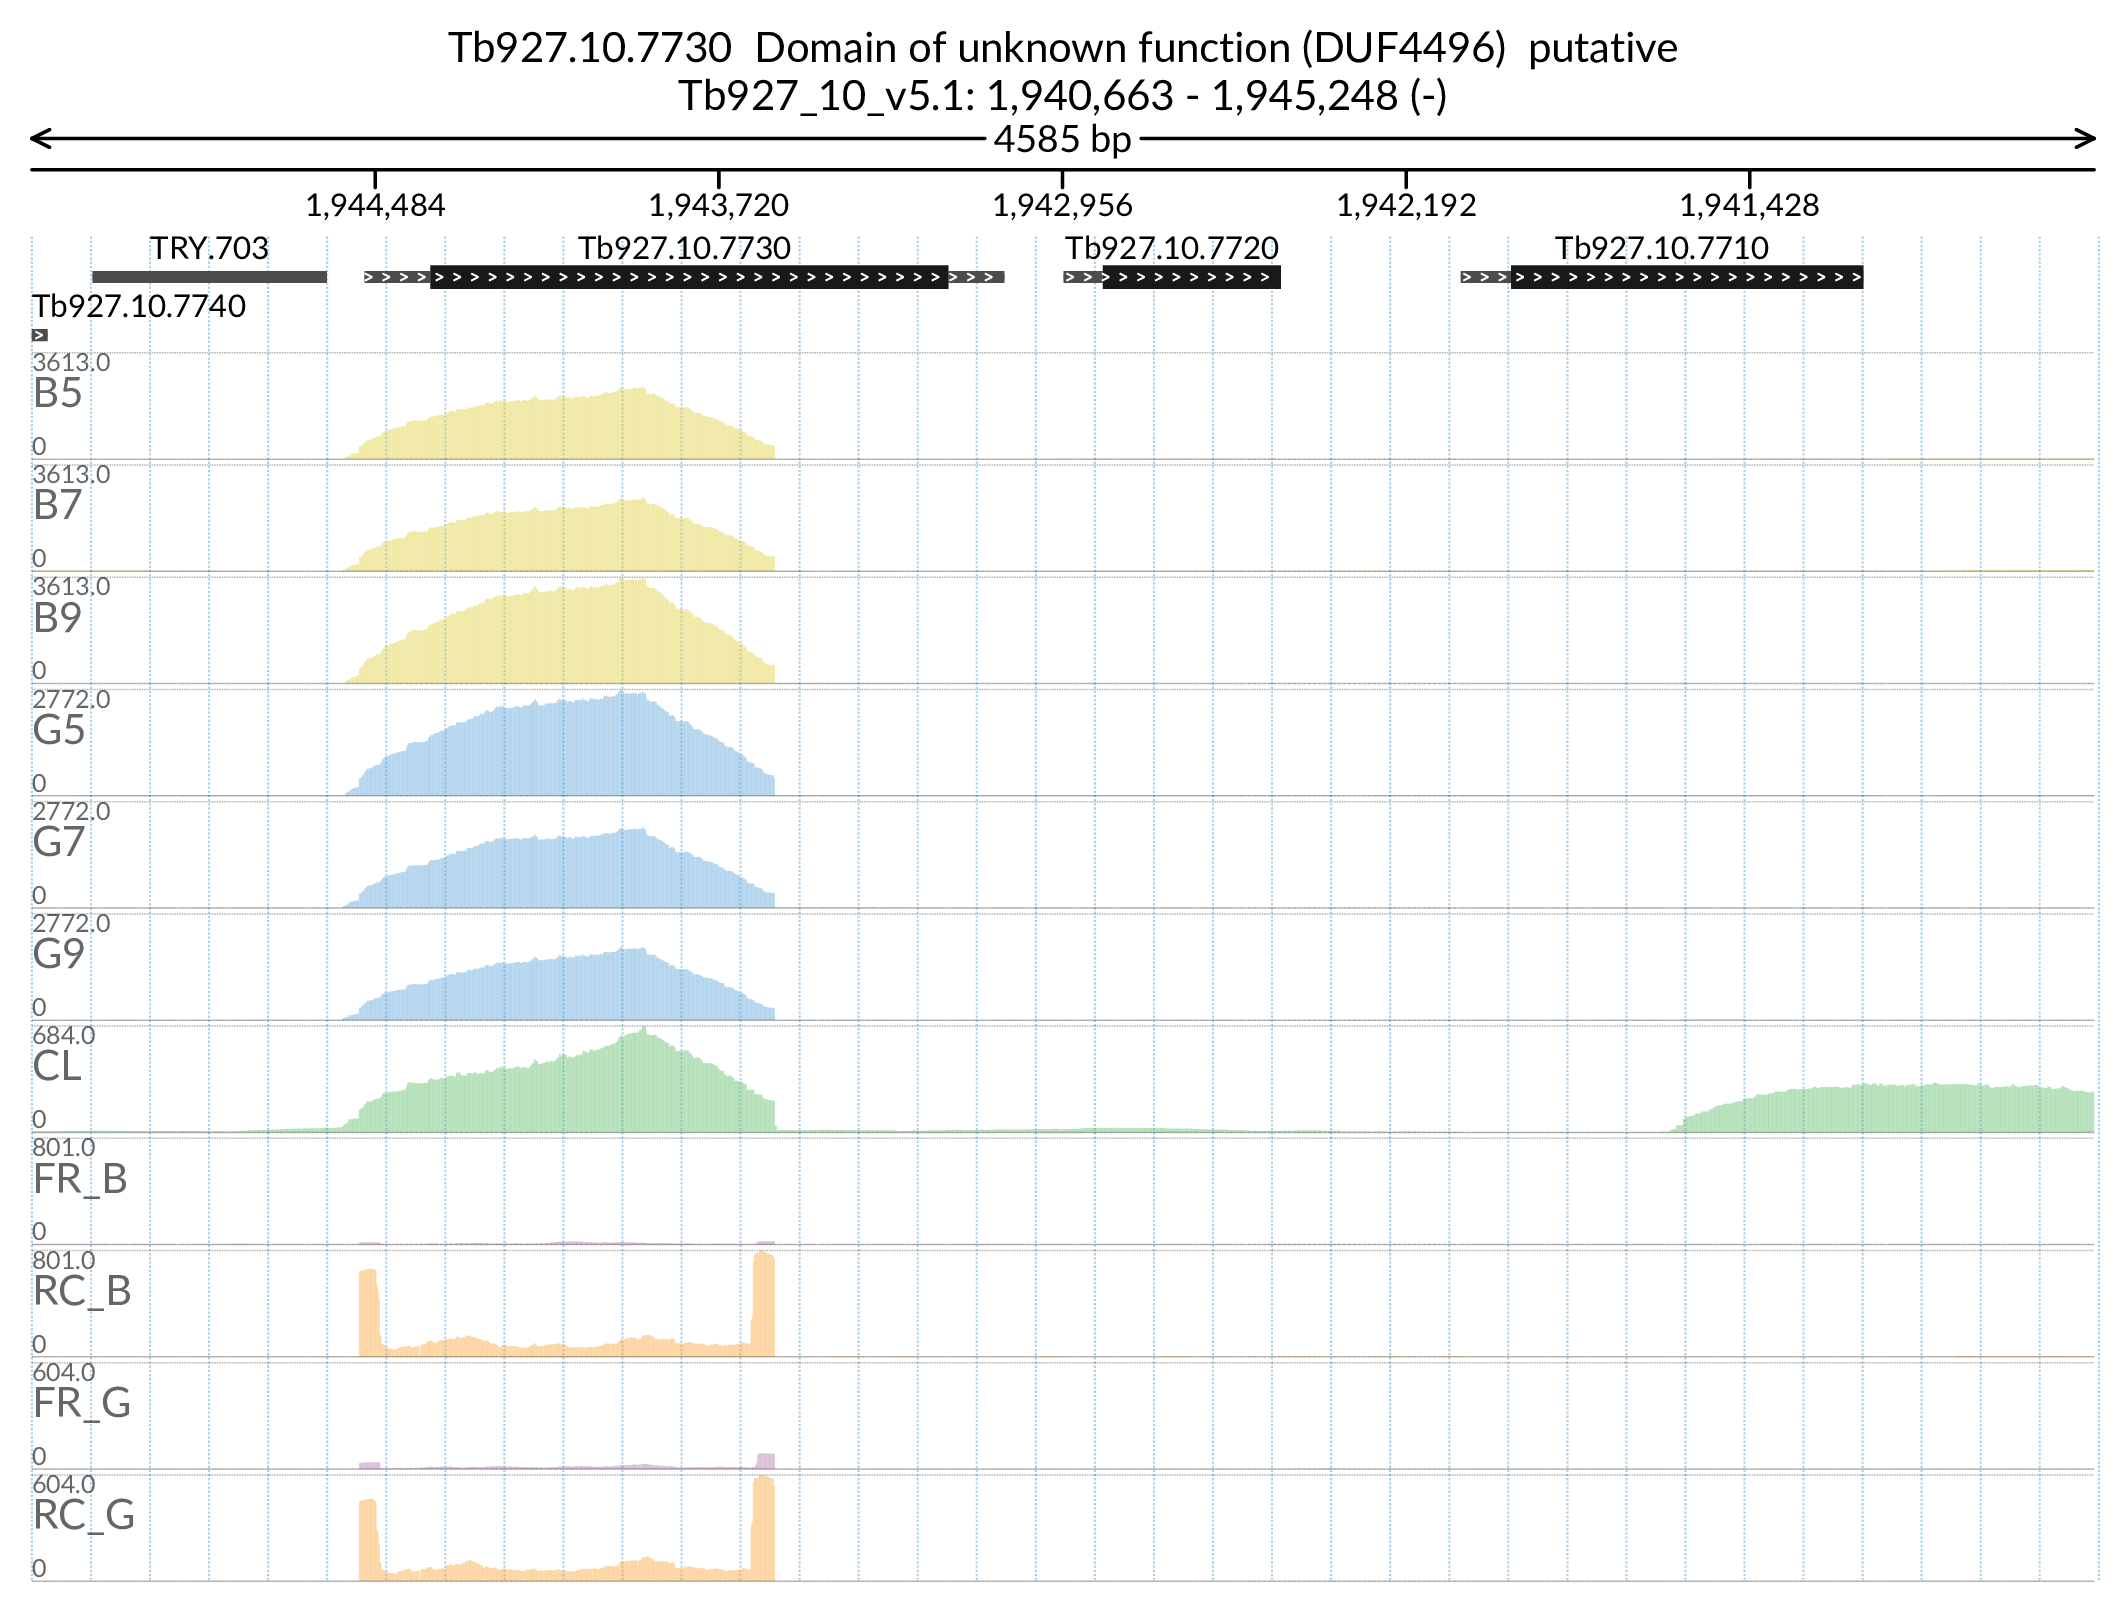 Tb927.10.7730  Domain of unknown function (DUF4496)  putative
Tb927_10_v5.1: 1,940,663 - 1,945,248 (-)
4585 bp
1,944,484 1,943,720 1,942,956 1,942,192 1,941,428
TRY.703 Tb927.10.7730 Tb927.10.7720 Tb927.10.7710
Tb927.10.7740
3613.0
B5
0
3613.0
B7
0
3613.0
B9
0
2772.0
G5
0
2772.0
G7
0
2772.0
G9
0
684.0
CL
0
801.0
FR_B
0
801.0
RC_B
0
604.0
FR_G
0
604.0
RC_G
0